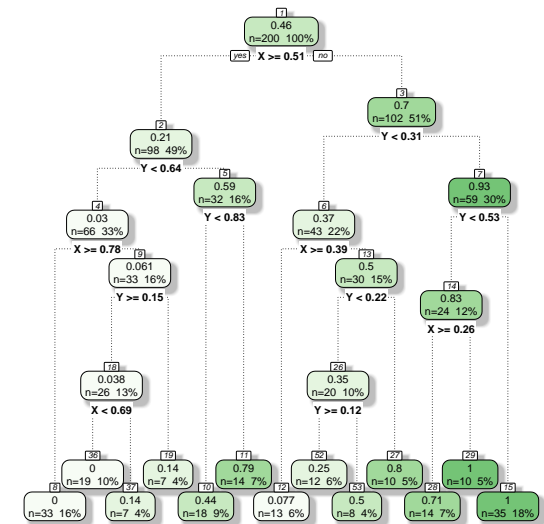 1
0.46
n=200 100%
yes X >= 0.51 no
3
0.7
n=102 51%
Y < 0.31
2
0.21
n=98 49%
Y < 0.64
5
0.59
n=32 16%
Y < 0.83
7
0.93
n=59 30%
Y < 0.53
4
0.03
n=66 33%
X >= 0.78
6
0.37
n=43 22%
X >= 0.39
9
0.061
n=33 16%
Y >= 0.15
13
0.5
n=30 15%
Y < 0.22
14
0.83
n=24 12%
X >= 0.26
18
0.038
n=26 13%
X < 0.69
26
0.35
n=20 10%
Y >= 0.12
36
0
n=19 10%
19
0.14
n=7 4%
11
0.79
n=14 7%
52
0.25
n=12 6%
27
0.8
n=10 5%
29
1
n=10 5%
8
0
n=33 16%
37
0.14
n=7 4%
10
0.44
n=18 9%
12
0.077
n=13 6%
53
0.5
n=8 4%
28
0.71
n=14 7%
15
1
n=35 18%